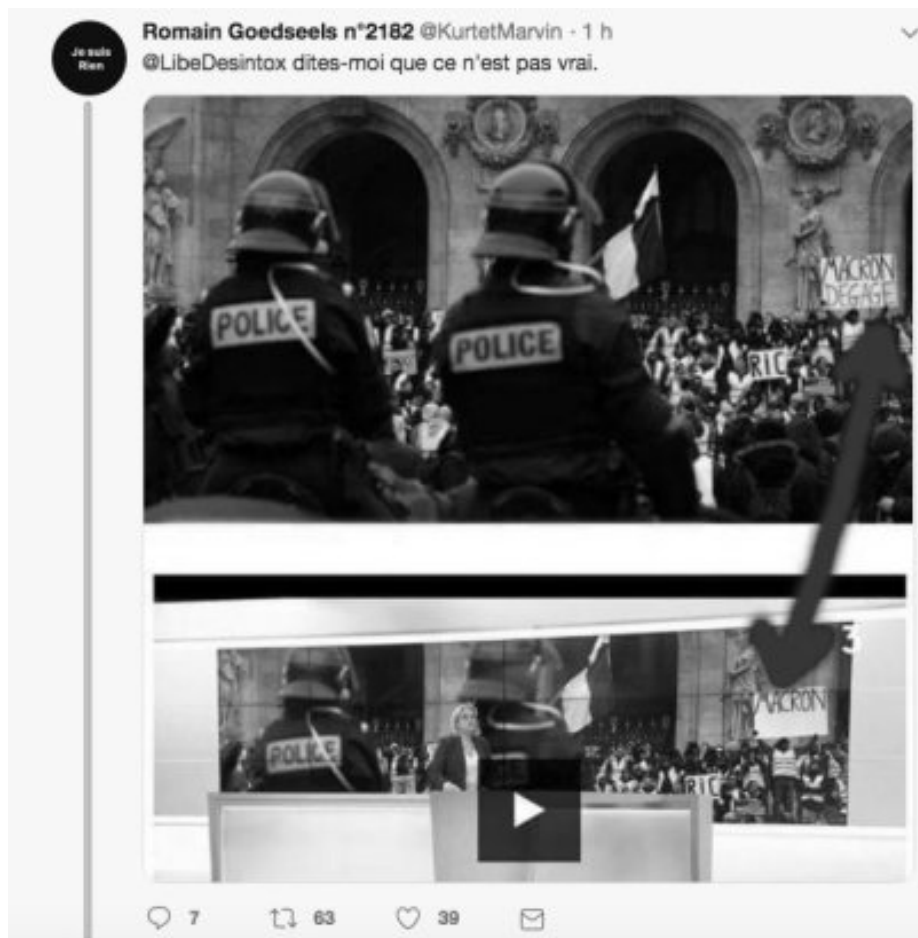 Romain Goedseels n°2182 @KurtetMarvin · 1 h
Je suis
Rien
@LibeDesintox dites-moi que ce n'est pas vrai.
MACRON
DÉGAGE
POLICE
POLICE
RIC
3
MACRON
POLICE
RIC
7 63 39